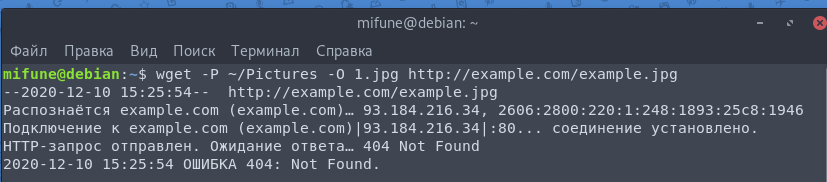 mifune@debian: ~
Файл Правка Вид Поиск Терминал Справка
mifune@debian:~$ wget -P ~/Pictures -O 1.jpg http://example.com/example.jpg
--2020-12-10 15:25:54--  http://example.com/example.jpg
Распознаётся example.com (example.com)… 93.184.216.34, 2606:2800:220:1:248:1893:25c8:1946
Подключение к example.com (example.com)|93.184.216.34|:80... соединение установлено.
HTTP-запрос отправлен. Ожидание ответа… 404 Not Found
2020-12-10 15:25:54 ОШИБКА 404: Not Found.